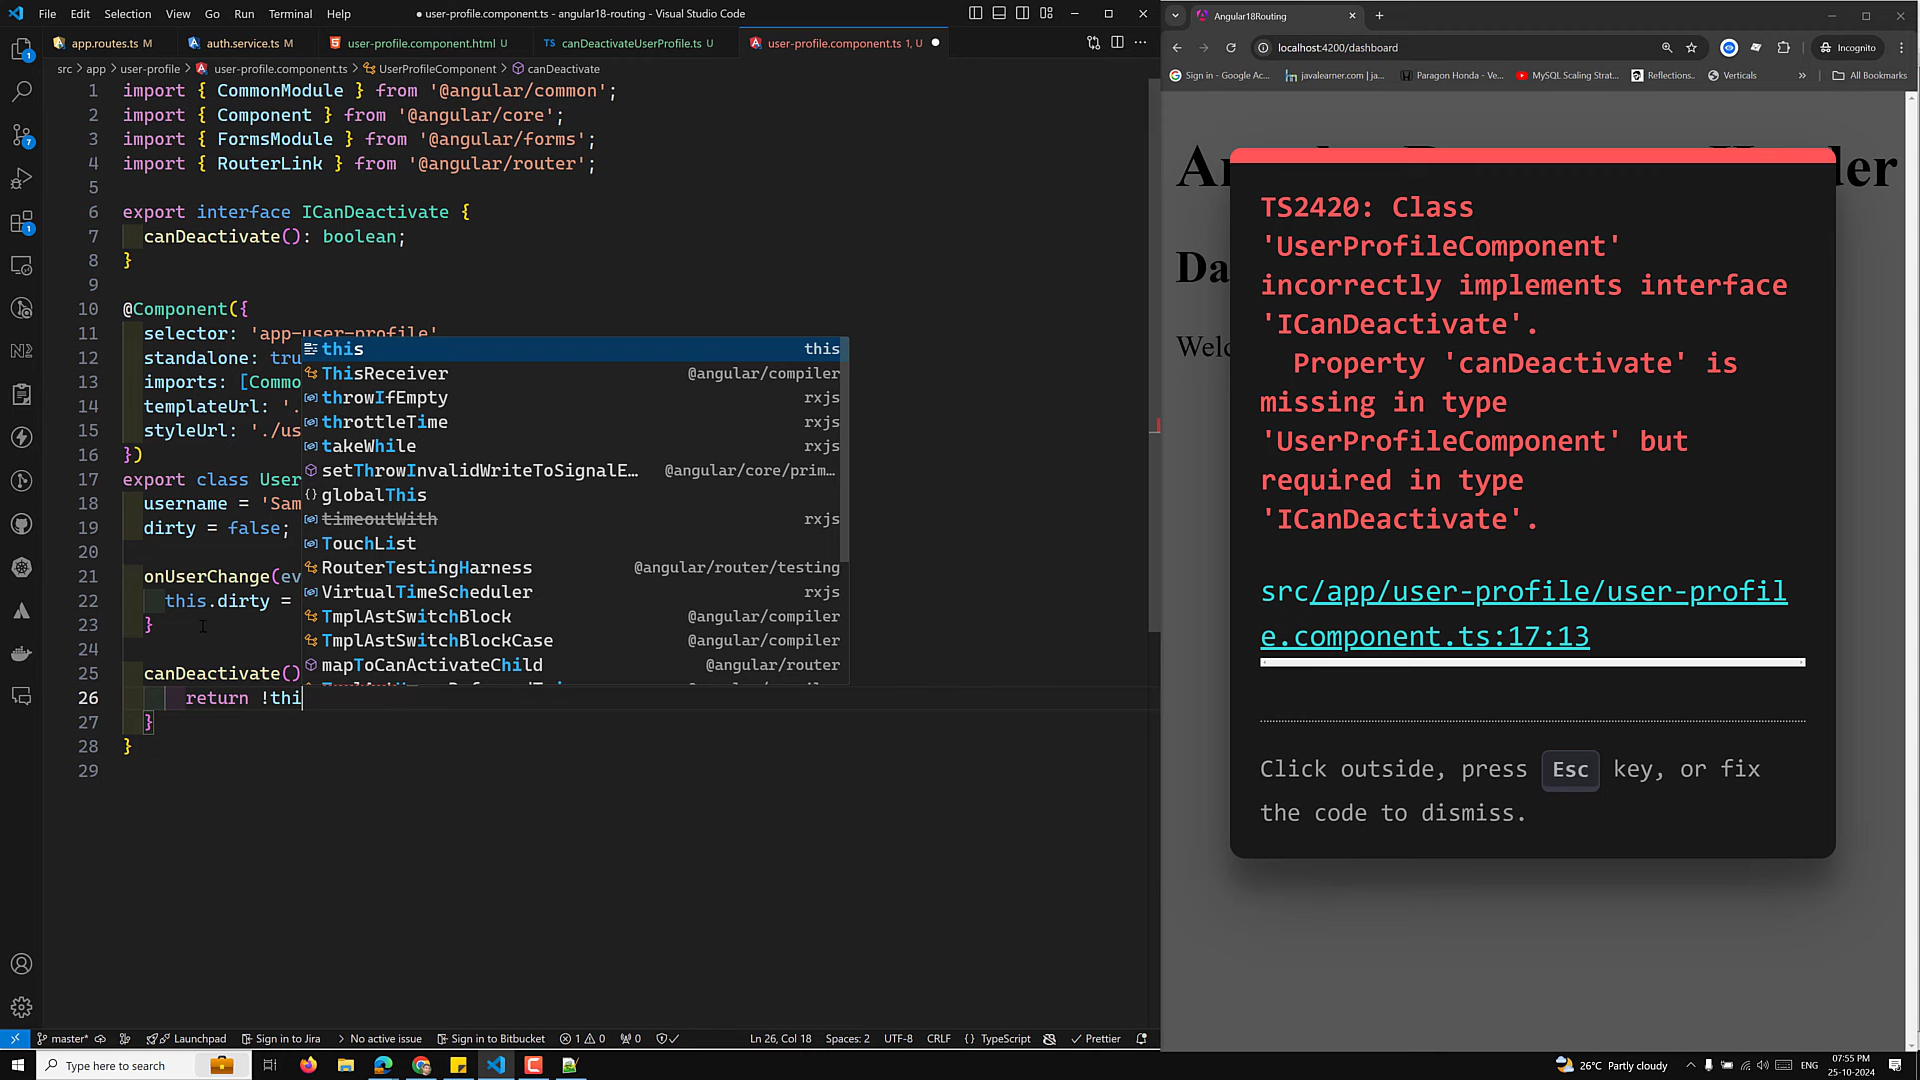 File Edit Selection View Go Run Terminal Help
● user-profile.component.ts - angular18-routing - Visual Studio Code
app.routes.ts M
auth.service.ts M
user-profile.component.html U
TS canDeactivateUserProfile.ts U
user-profile.component.ts 1, U
src > app > user-profile > user-profile.component.ts > UserProfileComponent > canDeactivate
1 import { CommonModule } from '@angular/common';
2 import { Component } from '@angular/core';
3 import { FormsModule } from '@angular/forms';
4 import { RouterLink } from '@angular/router';
5
6 export interface ICanDeactivate {
7 canDeactivate(): boolean;
8 }
9
10 @Component({
11 selector: 'app-user-profile'
12 standalone: tru
13 imports: [Commo
14 templateUrl: '.
15 styleUrl: './us
16 })
17 export class User
18 username = 'Sam
19 dirty = false;
20
21 onUserChange(ev
22 this.dirty =
23 }
24
25 canDeactivate()
26 return !thi
27 }
28 }
29
this this
ThisReceiver @angular/compiler
throwIfEmpty rxjs
throttleTime rxjs
takeWhile rxjs
setThrowInvalidWriteToSignalE… @angular/core/prim…
globalThis
timeoutWith rxjs
TouchList
RouterTestingHarness @angular/router/testing
VirtualTimeScheduler rxjs
TmplAstSwitchBlock @angular/compiler
TmplAstSwitchBlockCase @angular/compiler
mapToCanActivateChild @angular/router
master* Launchpad Sign in to Jira No active issue Sign in to Bitbucket 1 0 0 Ln 26, Col 18 Spaces: 2 UTF-8 CRLF {} TypeScript Prettier
Angular18Routing
localhost:4200/dashboard
Incognito
Sign in - Google Ac...
javalearner.com | ja...
Paragon Honda - Ve...
MySQL Scaling Strat...
Reflections..
Verticals
»
All Bookmarks
der
Da
Welc
TS2420: Class
'UserProfileComponent'
incorrectly implements interface
'ICanDeactivate'.
Property 'canDeactivate' is
missing in type
'UserProfileComponent' but
required in type
'ICanDeactivate'.
src/app/user-profile/user-profil
e.component.ts:17:13
Click outside, press Esc key, or fix
the code to dismiss.
Type here to search
26°C Partly cloudy
ENG
07:55 PM
25-10-2024